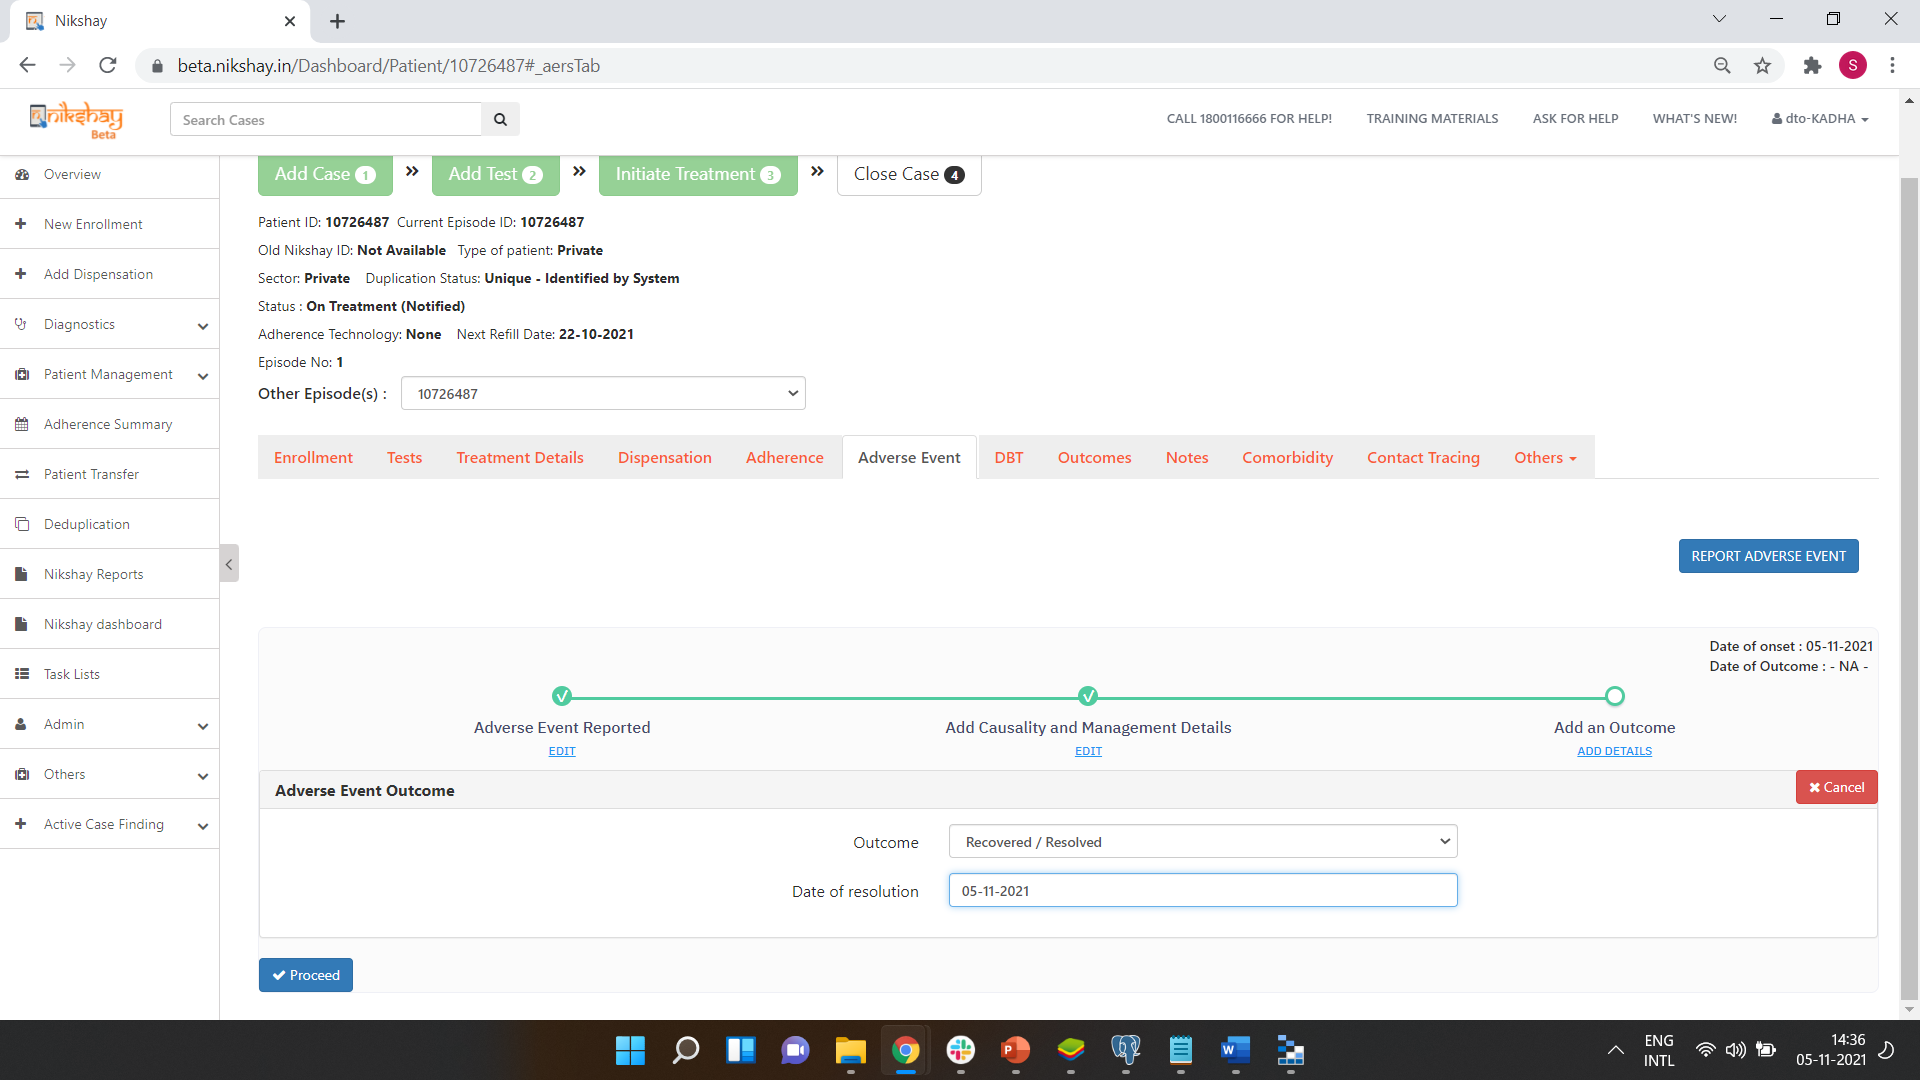 Nikshay
beta.nikshay.in/Dashboard/Patient/10726487#_aersTab
S
nikshay
Beta
Search Cases
CALL 1800116666 FOR HELP!
TRAINING MATERIALS
ASK FOR HELP
WHAT'S NEW!
dto-KADHA
Overview
New Enrollment
Add Dispensation
Diagnostics
Patient Management
Adherence Summary
Patient Transfer
Deduplication
Nikshay Reports
Nikshay dashboard
Task Lists
Admin
Others
Active Case Finding
Add Case 1 » Add Test 2 » Initiate Treatment 3 » Close Case 4
Patient ID: 10726487 Current Episode ID: 10726487
Old Nikshay ID: Not Available Type of patient: Private
Sector: Private Duplication Status: Unique - Identified by System
Status : On Treatment (Notified)
Adherence Technology: None Next Refill Date: 22-10-2021
Episode No: 1
Other Episode(s) : 10726487
Enrollment Tests Treatment Details Dispensation Adherence Adverse Event DBT Outcomes Notes Comorbidity Contact Tracing Others
REPORT ADVERSE EVENT
Date of onset : 05-11-2021
Date of Outcome : - NA -
Adverse Event Reported
EDIT
Add Causality and Management Details
EDIT
Add an Outcome
ADD DETAILS
Adverse Event Outcome
Cancel
Outcome Recovered / Resolved
Date of resolution 05-11-2021
Proceed
P
W
ENG
INTL
14:36
05-11-2021